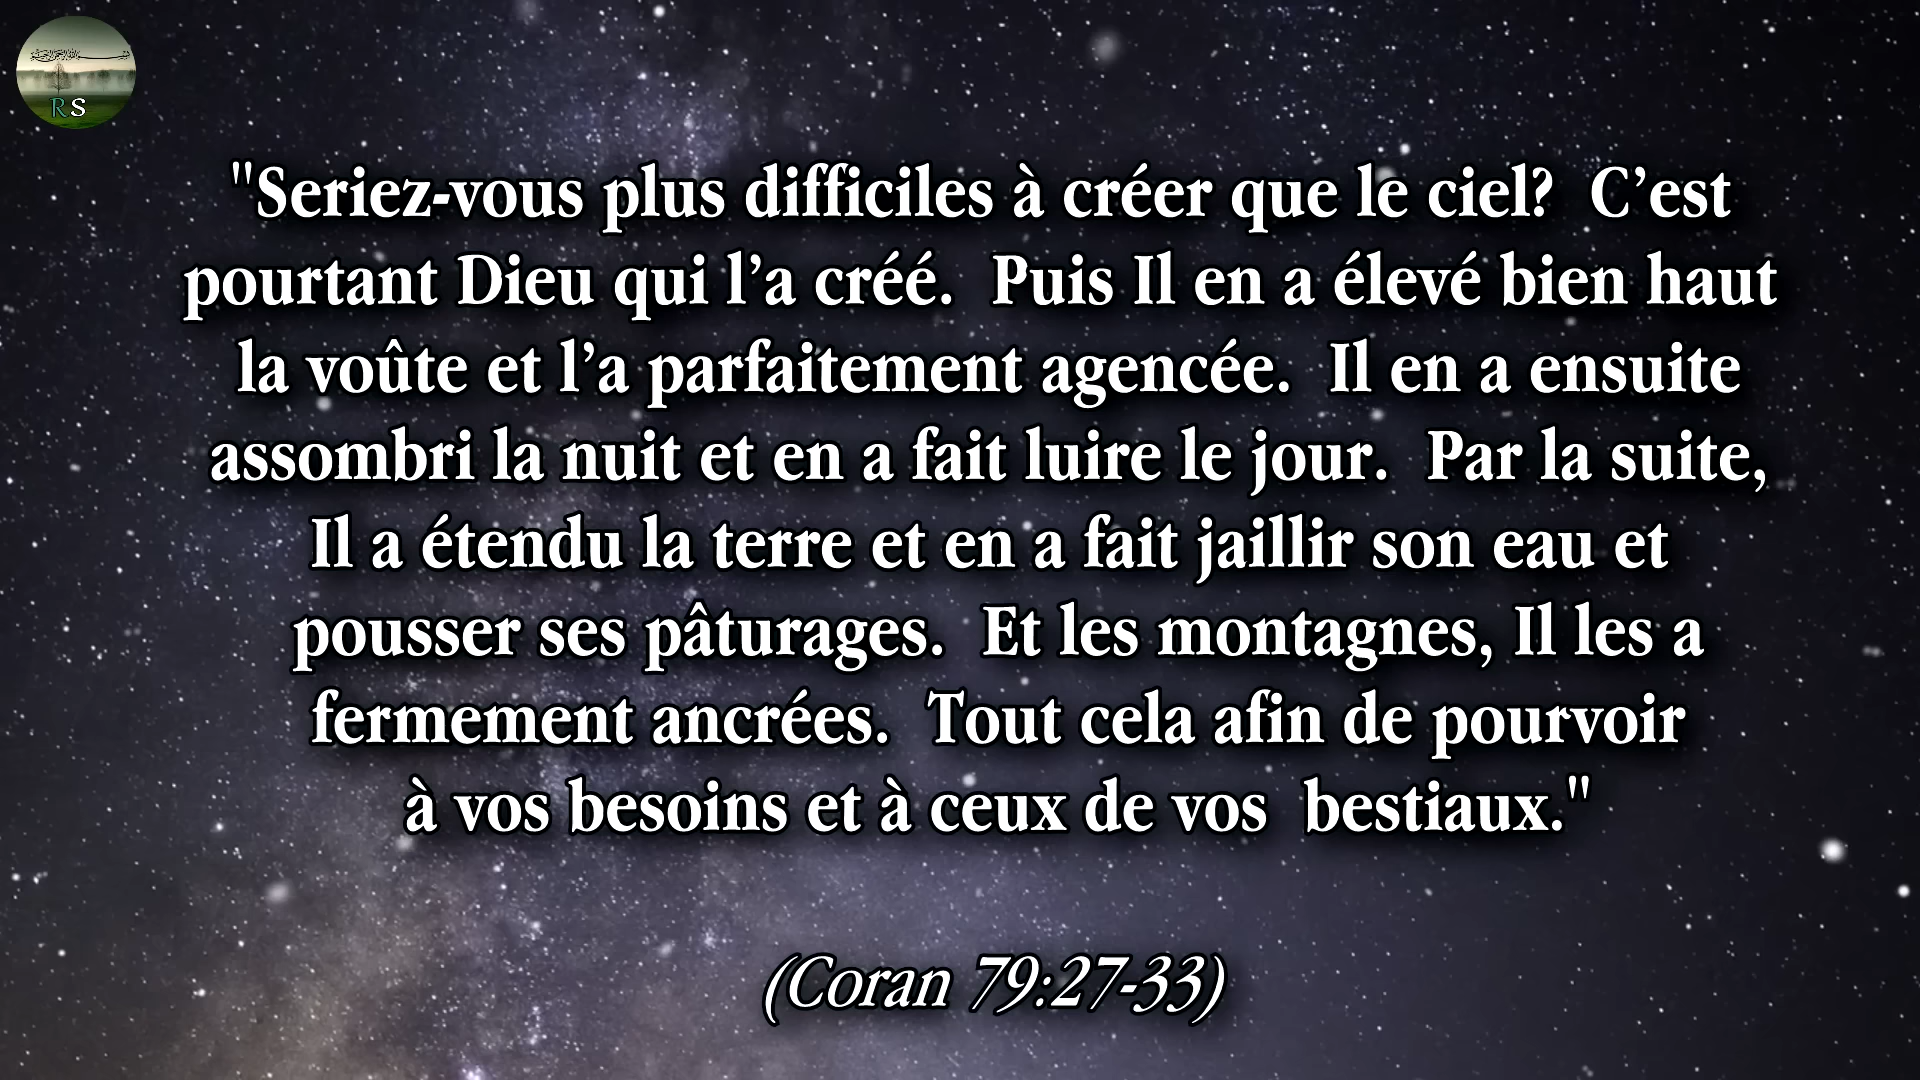 RS
"Seriez-vous plus difficiles à créer que le ciel?  C’est
pourtant Dieu qui l’a créé.  Puis Il en a élevé bien haut
la voûte et l’a parfaitement agencée.  Il en a ensuite
assombri la nuit et en a fait luire le jour.  Par la suite,
Il a étendu la terre et en a fait jaillir son eau et
pousser ses pâturages.  Et les montagnes, Il les a
fermement ancrées.  Tout cela afin de pourvoir
à vos besoins et à ceux de vos  bestiaux."
(Coran 79:27-33)